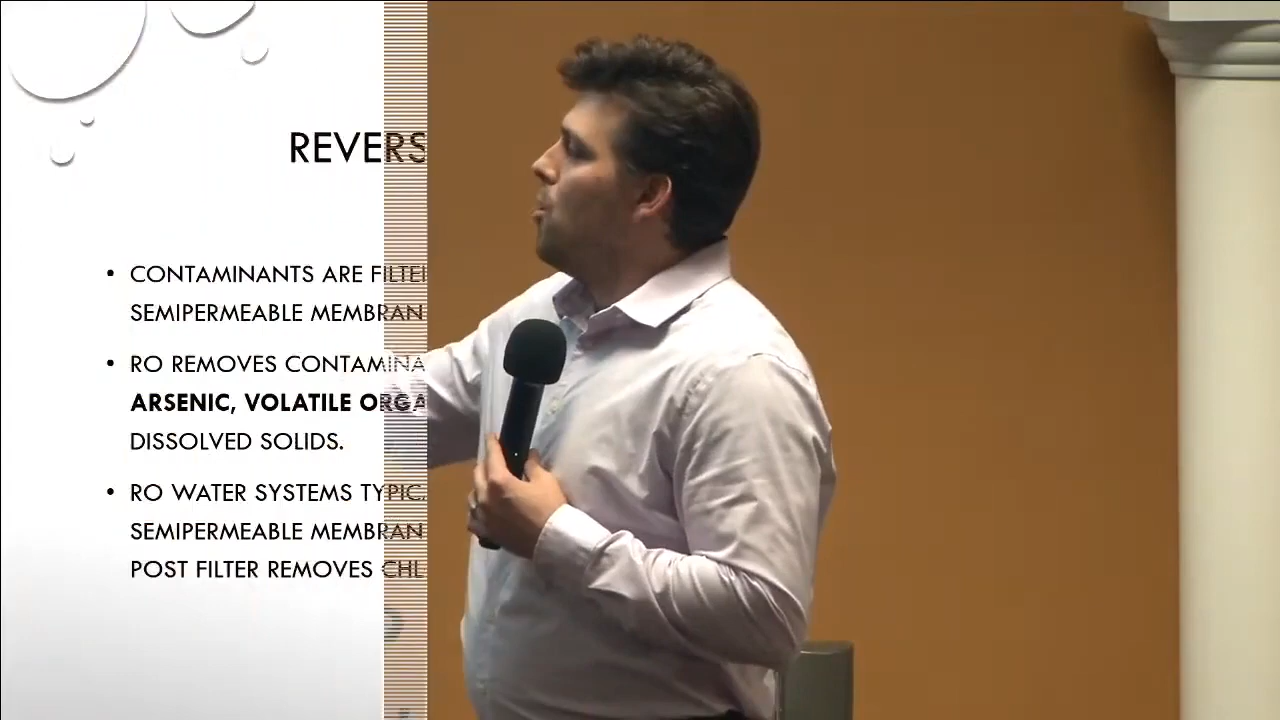 REVERS
• CONTAMINANTS ARE FILTE
SEMIPERMEABLE MEMBRAN
• RO REMOVES CONTAMINA
ARSENIC, VOLATILE ORGA
DISSOLVED SOLIDS.
• RO WATER SYSTEMS TYPIC
SEMIPERMEABLE MEMBRAN
POST FILTER REMOVES CHL